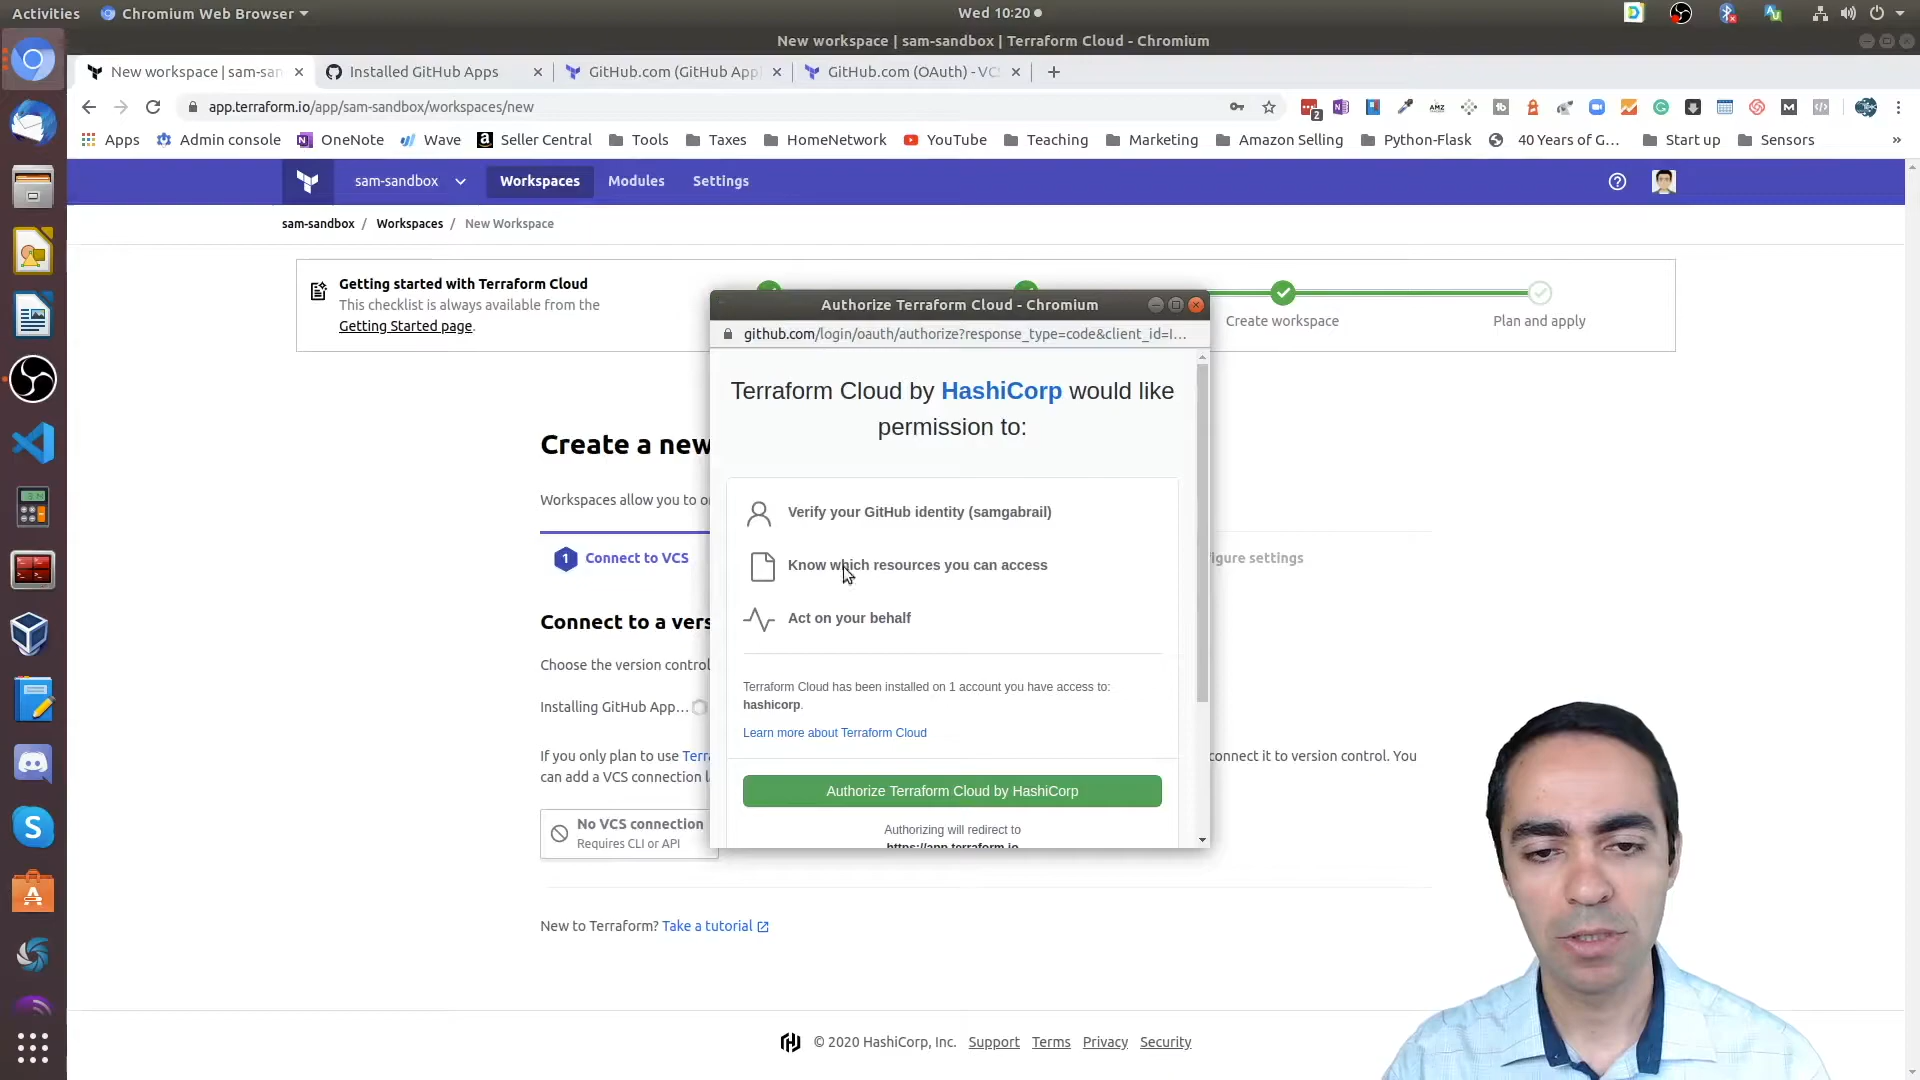 Activities
Chromium Web Browser
Wed 10:20
New workspace | sam-sandbox | Terraform Cloud - Chromium
New workspace | sam-san
Installed GitHub Apps
GitHub.com (GitHub App
GitHub.com (OAuth) - VC
app.terraform.io/app/sam-sandbox/workspaces/new
Apps
Admin console
OneNote
Wave
Seller Central
Tools
Taxes
HomeNetwork
YouTube
Teaching
Marketing
Amazon Selling
Python-Flask
40 Years of G...
Start up
Sensors
sam-sandbox
Workspaces
Modules
Settings
sam-sandbox / Workspaces / New Workspace
Getting started with Terraform Cloud
This checklist is always available from the
Getting Started page.
Create workspace
Plan and apply
Authorize Terraform Cloud - Chromium
github.com/login/oauth/authorize?response_type=code&client_id=I...
Terraform Cloud by HashiCorp would like
permission to:
Verify your GitHub identity (samgabrail)
Know which resources you can access
Act on your behalf
Terraform Cloud has been installed on 1 account you have access to:
hashicorp.
Learn more about Terraform Cloud
Authorize Terraform Cloud by HashiCorp
Authorizing will redirect to
https://app.terraform.io
Create a new
Workspaces allow you to o
1 Connect to VCS
figure settings
Connect to a vers
Choose the version control
Installing GitHub App...
If you only plan to use Terra
connect it to version control. You
can add a VCS connection l
No VCS connection
Requires CLI or API
New to Terraform? Take a tutorial
© 2020 HashiCorp, Inc. Support Terms Privacy Security